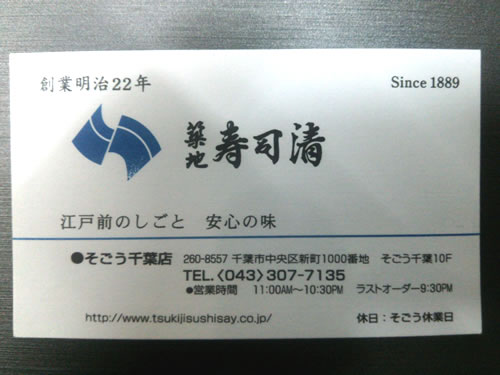 創業明治22年 Since 1889
築地 寿司清
江戸前のしごと 安心の味
●そごう千葉店 260-8557 千葉市中央区新町1000番地 そごう千葉10F
TEL.〈043〉307-7135
●営業時間 11:00AM～10:30PM ラストオーダー9:30PM
http://www.tsukijisushisay.co.jp/ 休日：そごう休業日